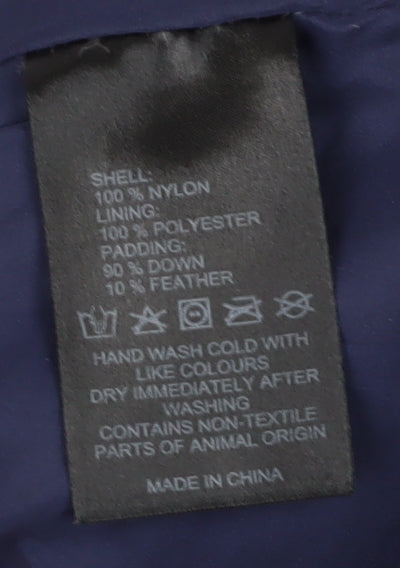 SHELL:
100 % NYLON
LINING:
100 % POLYESTER
PADDING:
90 % DOWN
10 % FEATHER
HAND WASH COLD WITH
LIKE COLOURS
DRY IMMEDIATELY AFTER
WASHING
CONTAINS NON-TEXTILE
PARTS OF ANIMAL ORIGIN
MADE IN CHINA